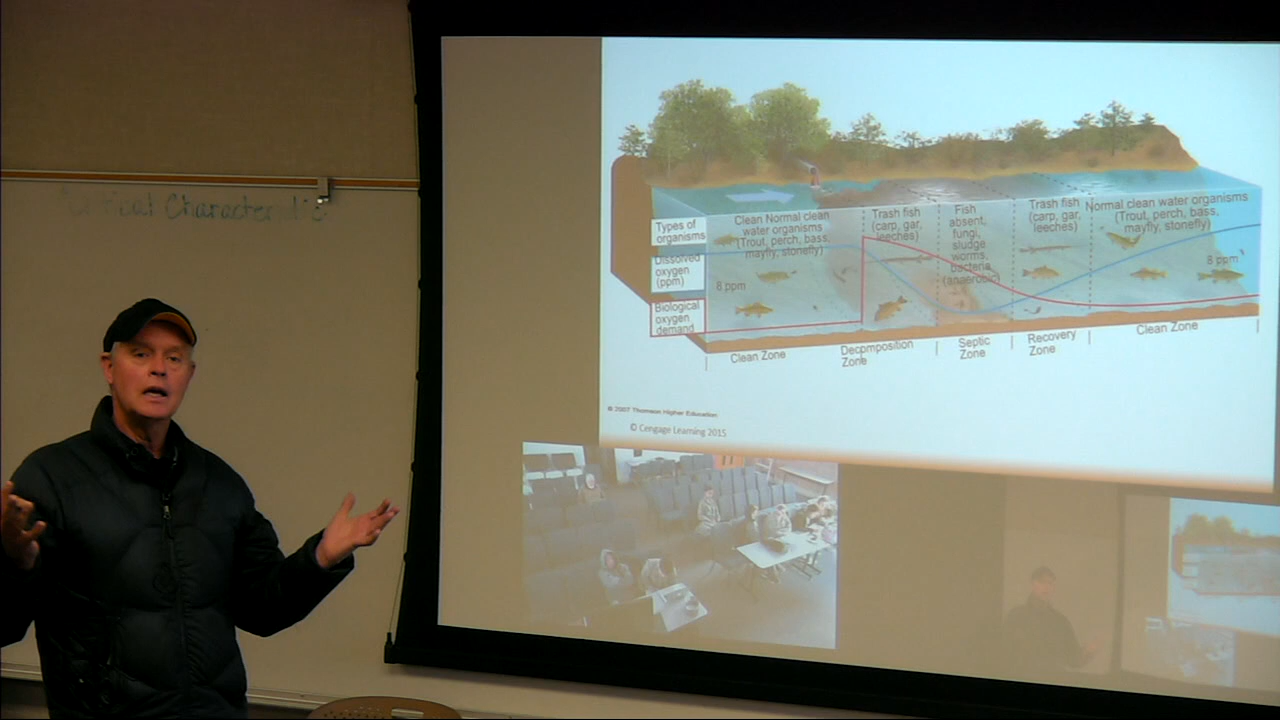 Critical Characteristic
Types of
organisms
Clean Normal clean
water organisms
(Trout, perch, bass,
mayfly, stonefly)
Trash fish
(carp, gar,
leeches)
Fish
absent,
fungi,
sludge
worms,
bacteria
(anaerobic)
Trash fish
(carp, gar,
leeches)
Normal clean water organisms
(Trout, perch, bass,
mayfly, stonefly)
Dissolved
oxygen
(ppm)
8 ppm
8 ppm
Biological
oxygen
demand
Clean Zone
Decomposition
Zone
Septic
Zone
Recovery
Zone
Clean Zone
© 2007 Thomson Higher Education
© Cengage Learning 2015